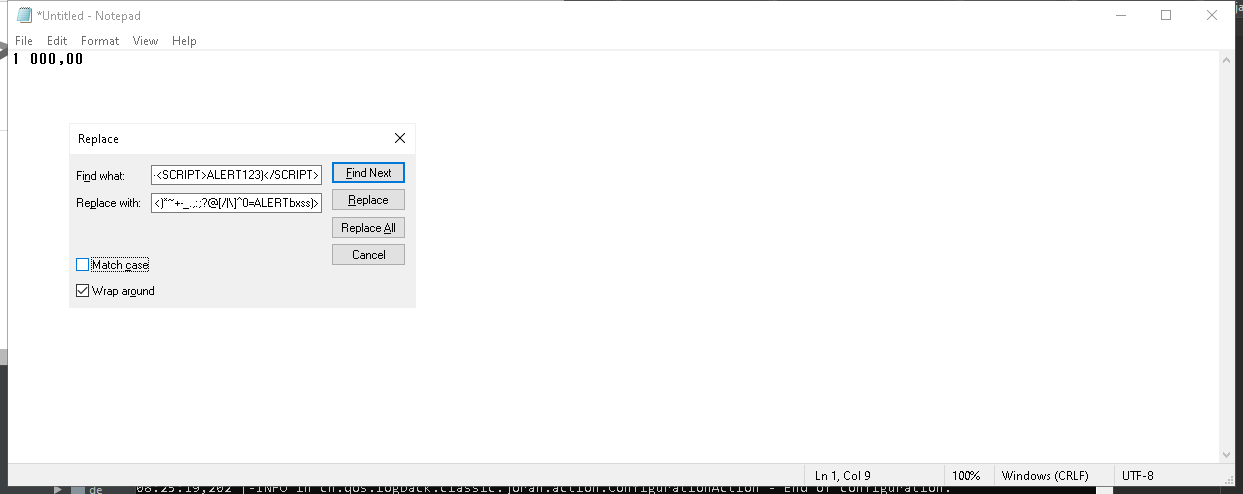 *Untitled - Notepad
File Edit Format View Help
1 000,00
Replace
Find what: -<SCRIPT>ALERT123)</SCRIPT> Find Next
Replace with: <)*~+-_.,:;?@[/|\]^0=ALERTbxss)> Replace
Replace All
Cancel
Match case
Wrap around
Ln 1, Col 9 100% Windows (CRLF) UTF-8
de 08:25:19,202 |-INFO in ch.qos.logback.classic.joran.action.ConfigurationAction - End of configuration.